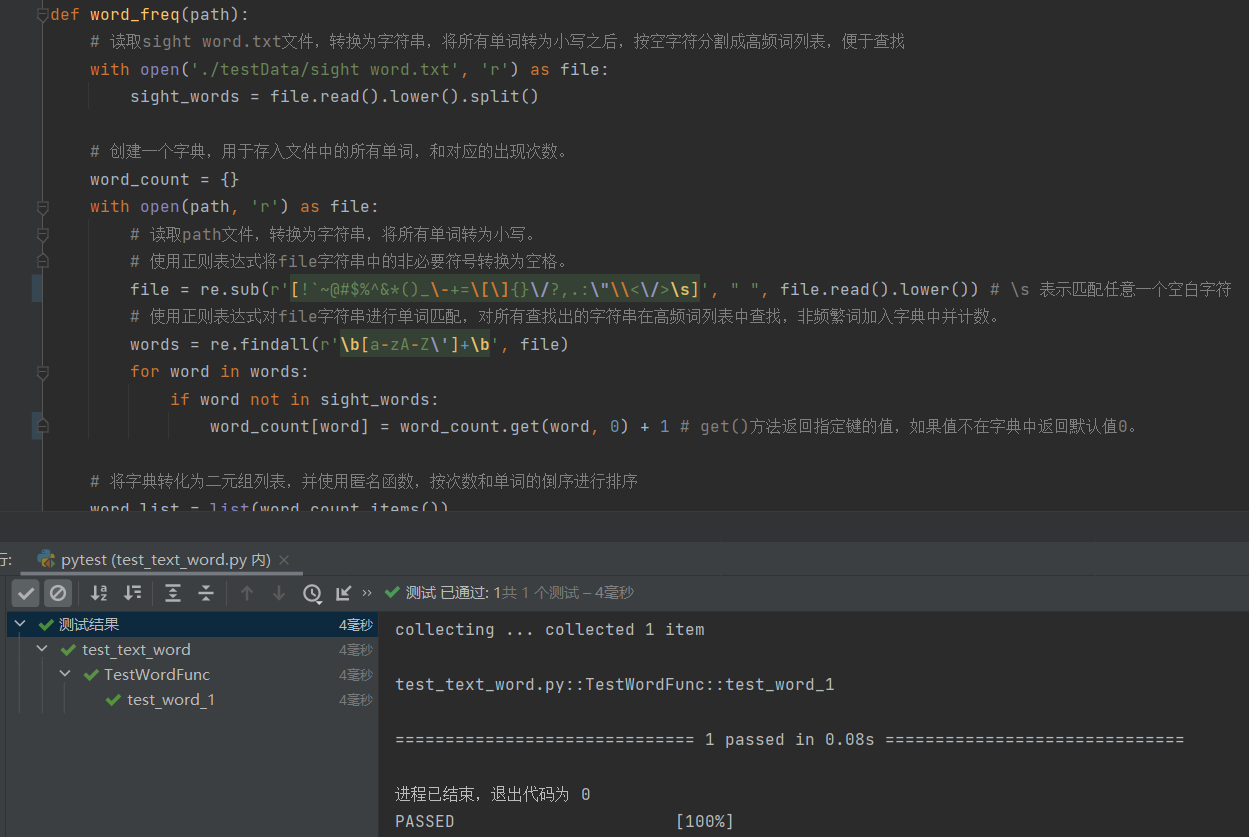 def word_freq(path):
# 读取sight word.txt文件，转换为字符串，将所有单词转为小写之后，按空字符分割成高频词列表，便于查找
with open('./testData/sight word.txt', 'r') as file:
sight_words = file.read().lower().split()
# 创建一个字典，用于存入文件中的所有单词，和对应的出现次数。
word_count = {}
with open(path, 'r') as file:
# 读取path文件，转换为字符串，将所有单词转为小写。
# 使用正则表达式将file字符串中的非必要符号转换为空格。
file = re.sub(r'[!`~@#$%^&*()_\-+=\[\]{}\/?,.:\"\\<\/>\s]', " ", file.read().lower()) # \s 表示匹配任意一个空白字符
# 使用正则表达式对file字符串进行单词匹配，对所有查找出的字符串在高频词列表中查找，非频繁词加入字典中并计数。
words = re.findall(r'\b[a-zA-Z\']+\b', file)
for word in words:
if word not in sight_words:
word_count[word] = word_count.get(word, 0) + 1 # get()方法返回指定键的值，如果值不在字典中返回默认值0。
# 将字典转化为二元组列表，并使用匿名函数，按次数和单词的倒序进行排序
word_list = list(word_count.items())
行: pytest (test_text_word.py 内)
测试 已通过: 1共 1 个测试 – 4毫秒
测试结果 4毫秒
test_text_word 4毫秒
TestWordFunc 4毫秒
test_word_1 4毫秒
collecting ... collected 1 item
test_text_word.py::TestWordFunc::test_word_1
============================== 1 passed in 0.08s ==============================
进程已结束，退出代码为 0
PASSED [100%]